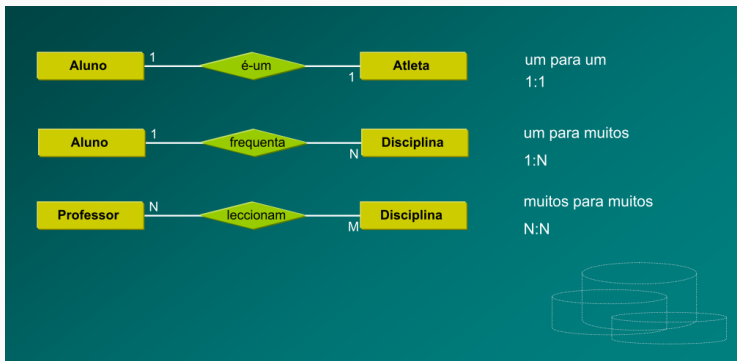 Aluno 1 é-um 1 Atleta
um para um
1:1
Aluno 1 frequenta N Disciplina
um para muitos
1:N
Professor N leccionam M Disciplina
muitos para muitos
N:N